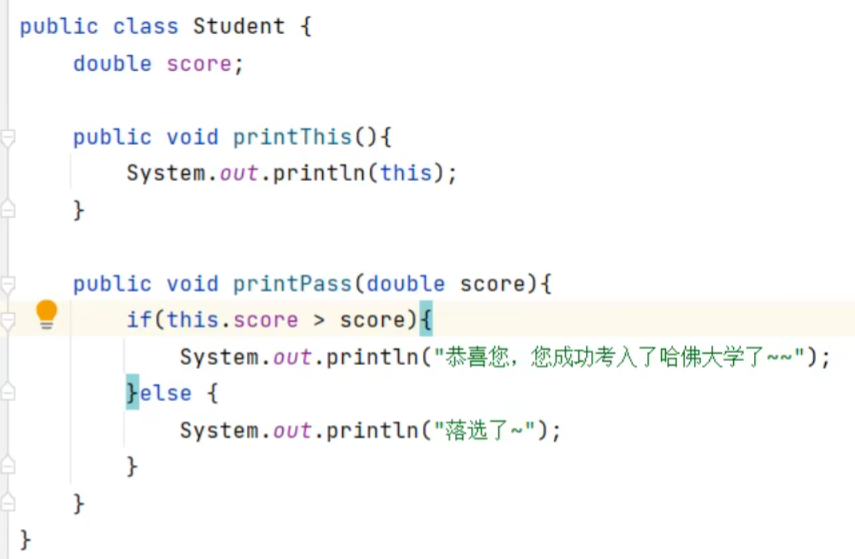 public class Student {
    double score;

    public void printThis(){
        System.out.println(this);
    }

    public void printPass(double score){
        if(this.score > score){
            System.out.println("恭喜您，您成功考入了哈佛大学了~~");
        }else {
            System.out.println("落选了~");
        }
    }
}